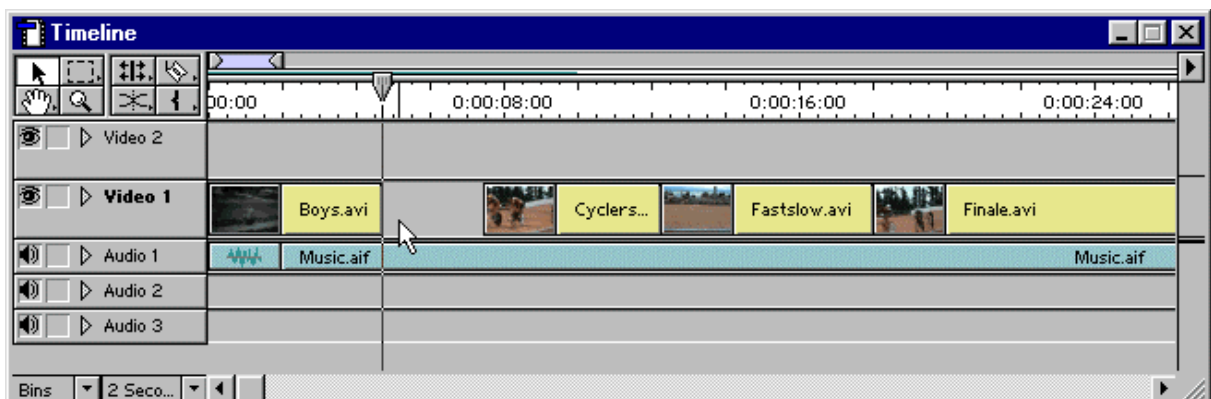 Timeline
00:00 0:00:08:00 0:00:16:00 0:00:24:00
Video 2
Video 1 Boys.avi Cyclers... Fastslow.avi Finale.avi
Audio 1 Music.aif Music.aif
Audio 2
Audio 3
Bins 2 Seco...